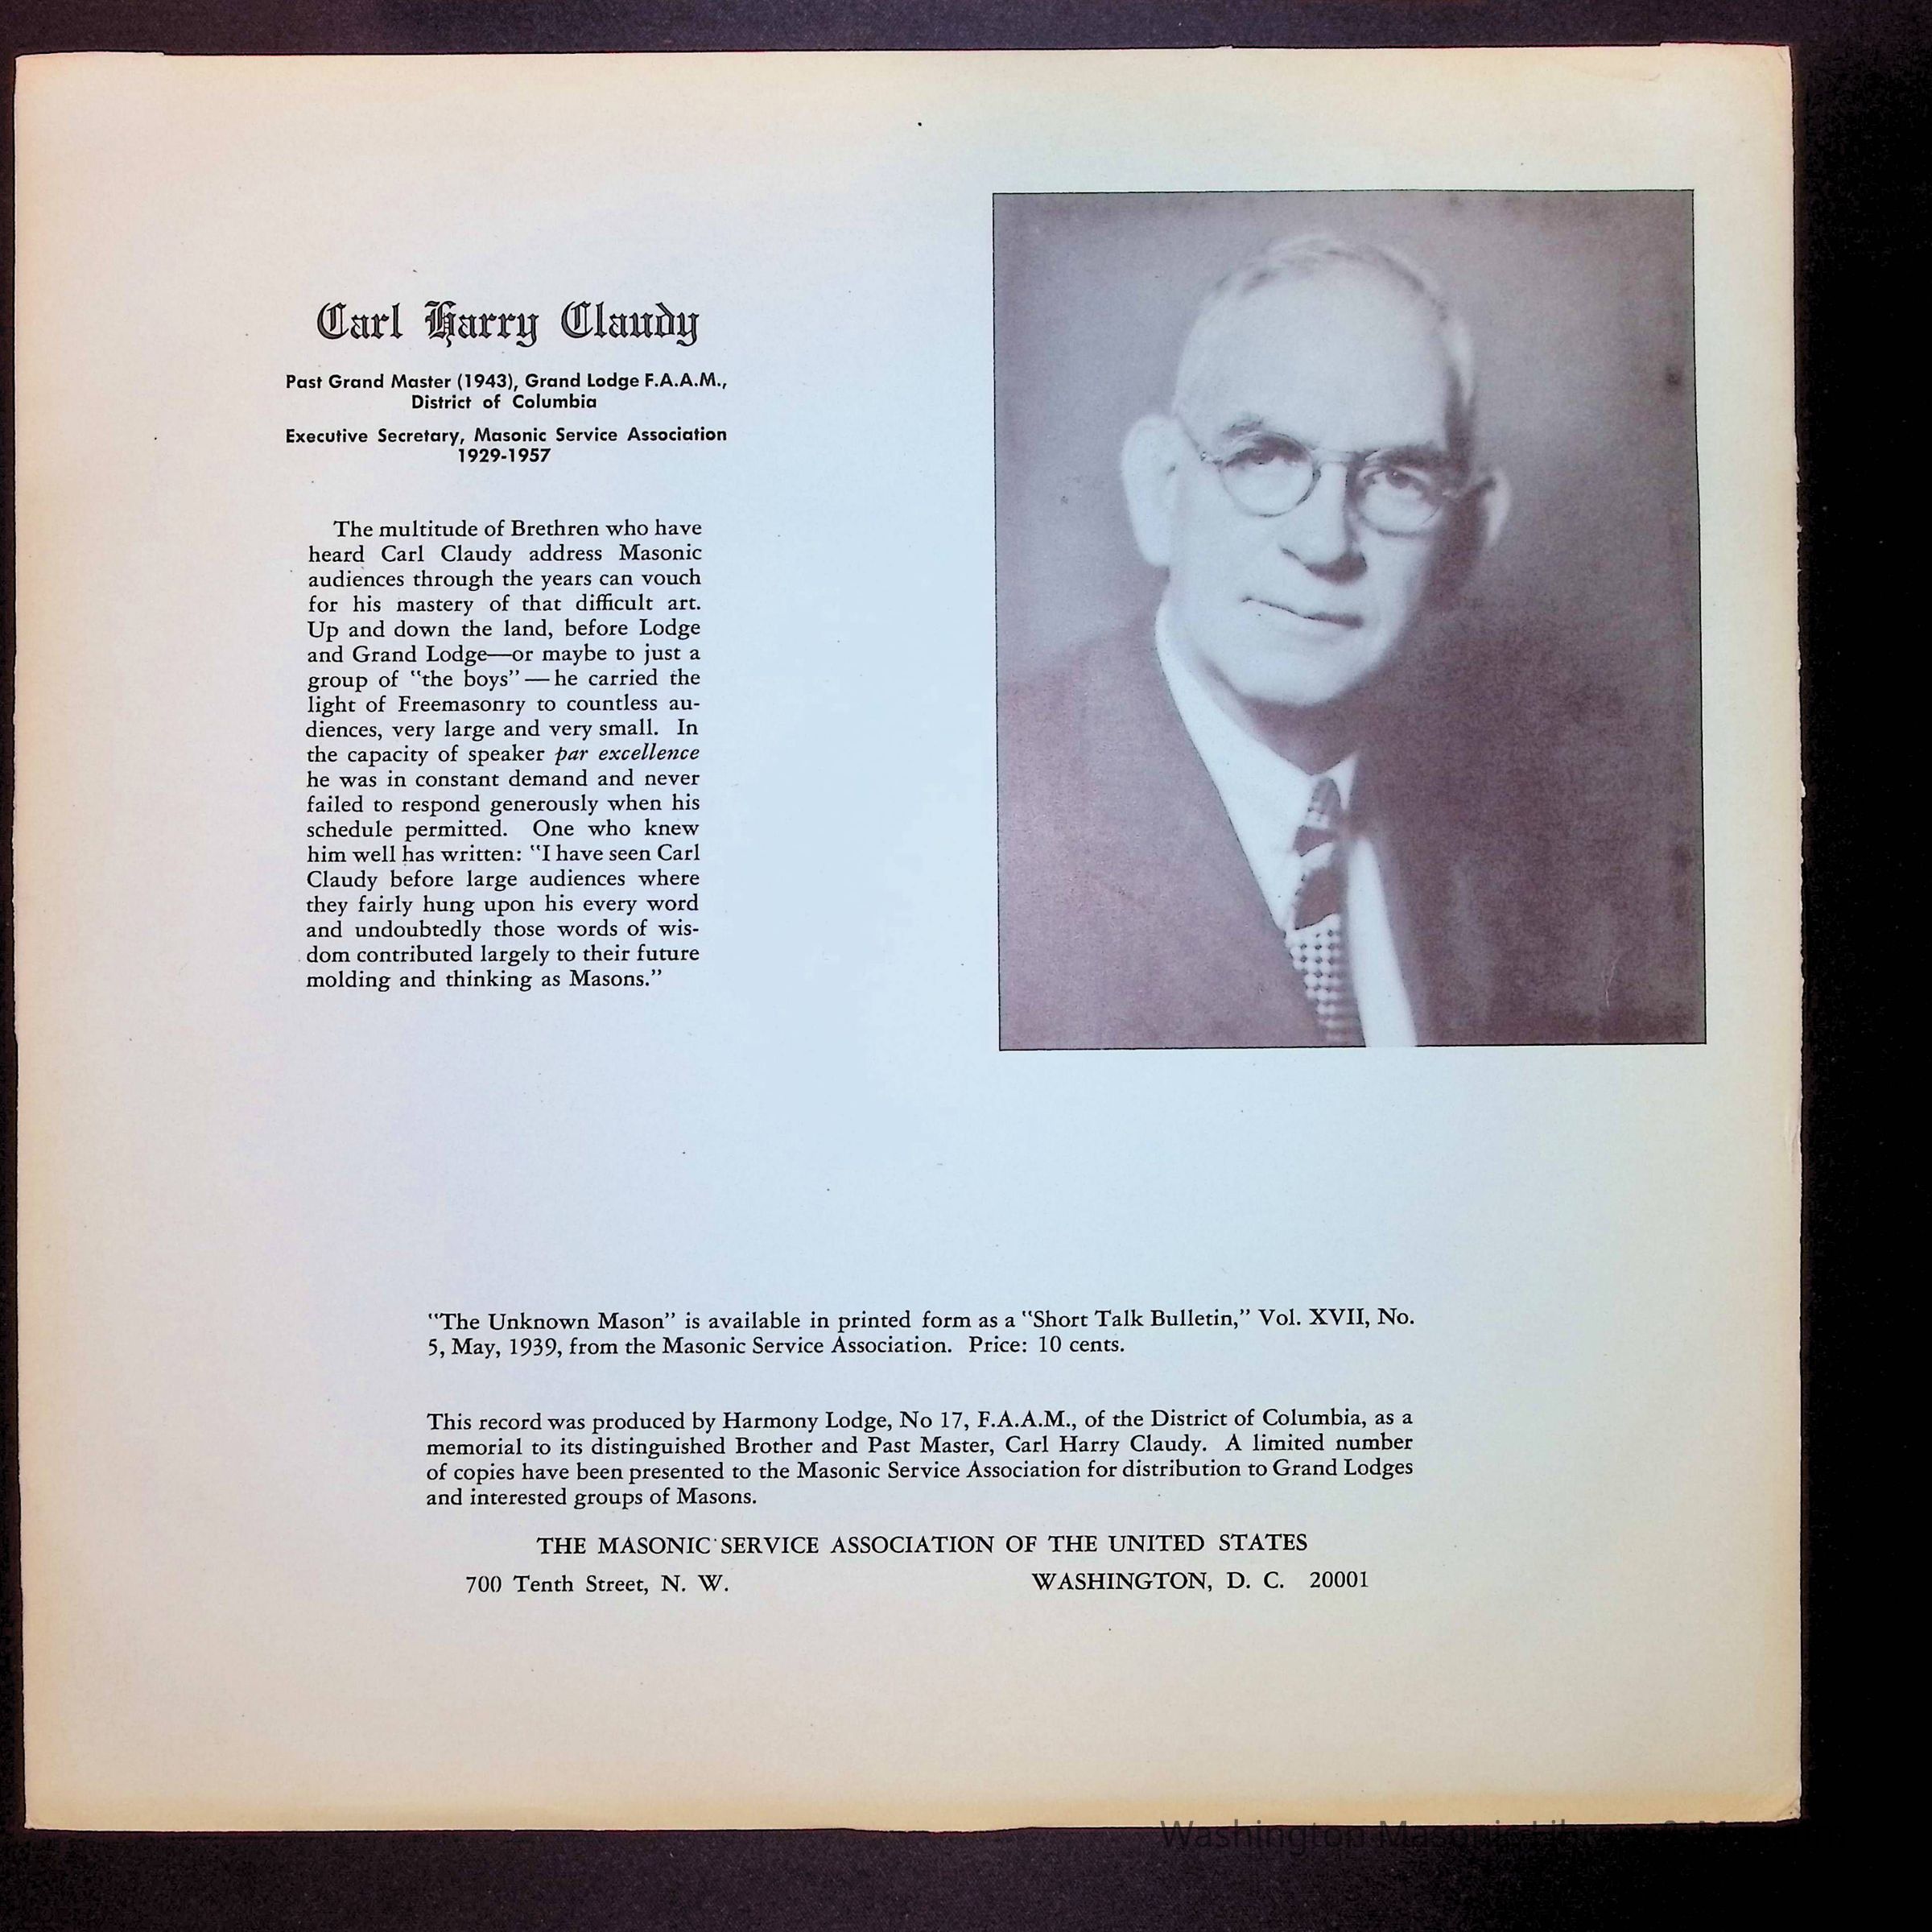 Carl Harry Claudy
Past Grand Master (1943), Grand Lodge F.A.A.M.,
District of Columbia
Executive Secretary, Masonic Service Association
1929-1957
The multitude of Brethren who have
heard Carl Claudy address Masonic
audiences through the years can vouch
for his mastery of that difficult art.
Up and down the land, before Lodge
and Grand Lodge—or maybe to just a
group of "the boys" — he carried the
light of Freemasonry to countless au-
diences, very large and very small. In
the capacity of speaker par excellence
he was in constant demand and never
failed to respond generously when his
schedule permitted. One who knew
him well has written: "I have seen Carl
Claudy before large audiences where
they fairly hung upon his every word
and undoubtedly those words of wis-
dom contributed largely to their future
molding and thinking as Masons."
"The Unknown Mason" is available in printed form as a "Short Talk Bulletin," Vol. XVII, No.
5, May, 1939, from the Masonic Service Association. Price: 10 cents.
This record was produced by Harmony Lodge, No 17, F.A.A.M., of the District of Columbia, as a
memorial to its distinguished Brother and Past Master, Carl Harry Claudy. A limited number
of copies have been presented to the Masonic Service Association for distribution to Grand Lodges
and interested groups of Masons.
THE MASONIC SERVICE ASSOCIATION OF THE UNITED STATES
700 Tenth Street, N. W. WASHINGTON, D. C. 20001
Washington Masonic